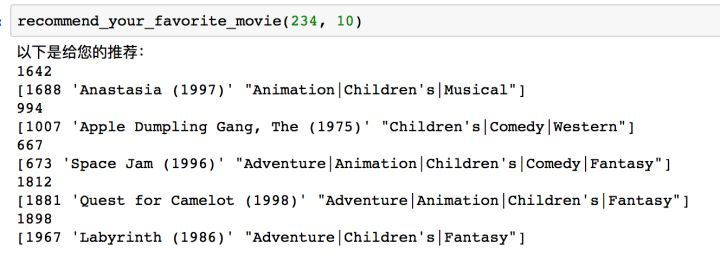 recommend_your_favorite_movie(234, 10)
以下是给您的推荐：
1642
[1688 'Anastasia (1997)' "Animation|Children's|Musical"]
994
[1007 'Apple Dumpling Gang, The (1975)' "Children's|Comedy|Western"]
667
[673 'Space Jam (1996)' "Adventure|Animation|Children's|Comedy|Fantasy"]
1812
[1881 'Quest for Camelot (1998)' "Adventure|Animation|Children's|Fantasy"]
1898
[1967 'Labyrinth (1986)' "Adventure|Children's|Fantasy"]